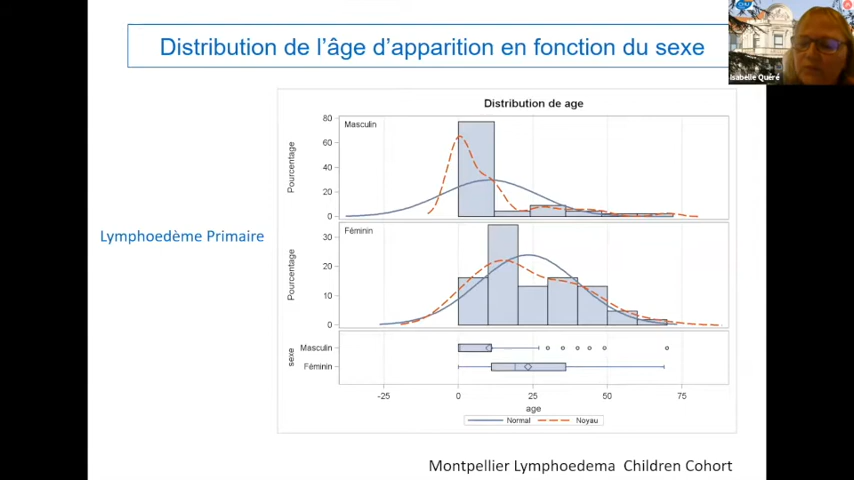 Distribution de l'âge d'apparition en fonction du sexe
Isabelle Quéré
Distribution de age
Masculin
Pourcentage
80
60
40
20
0
Féminin
Pourcentage
30
20
10
0
Lymphoedème Primaire
sexe
Masculin
Féminin
-25 0 25 50 75
age
Normal Noyau
Montpellier Lymphoedema Children Cohort